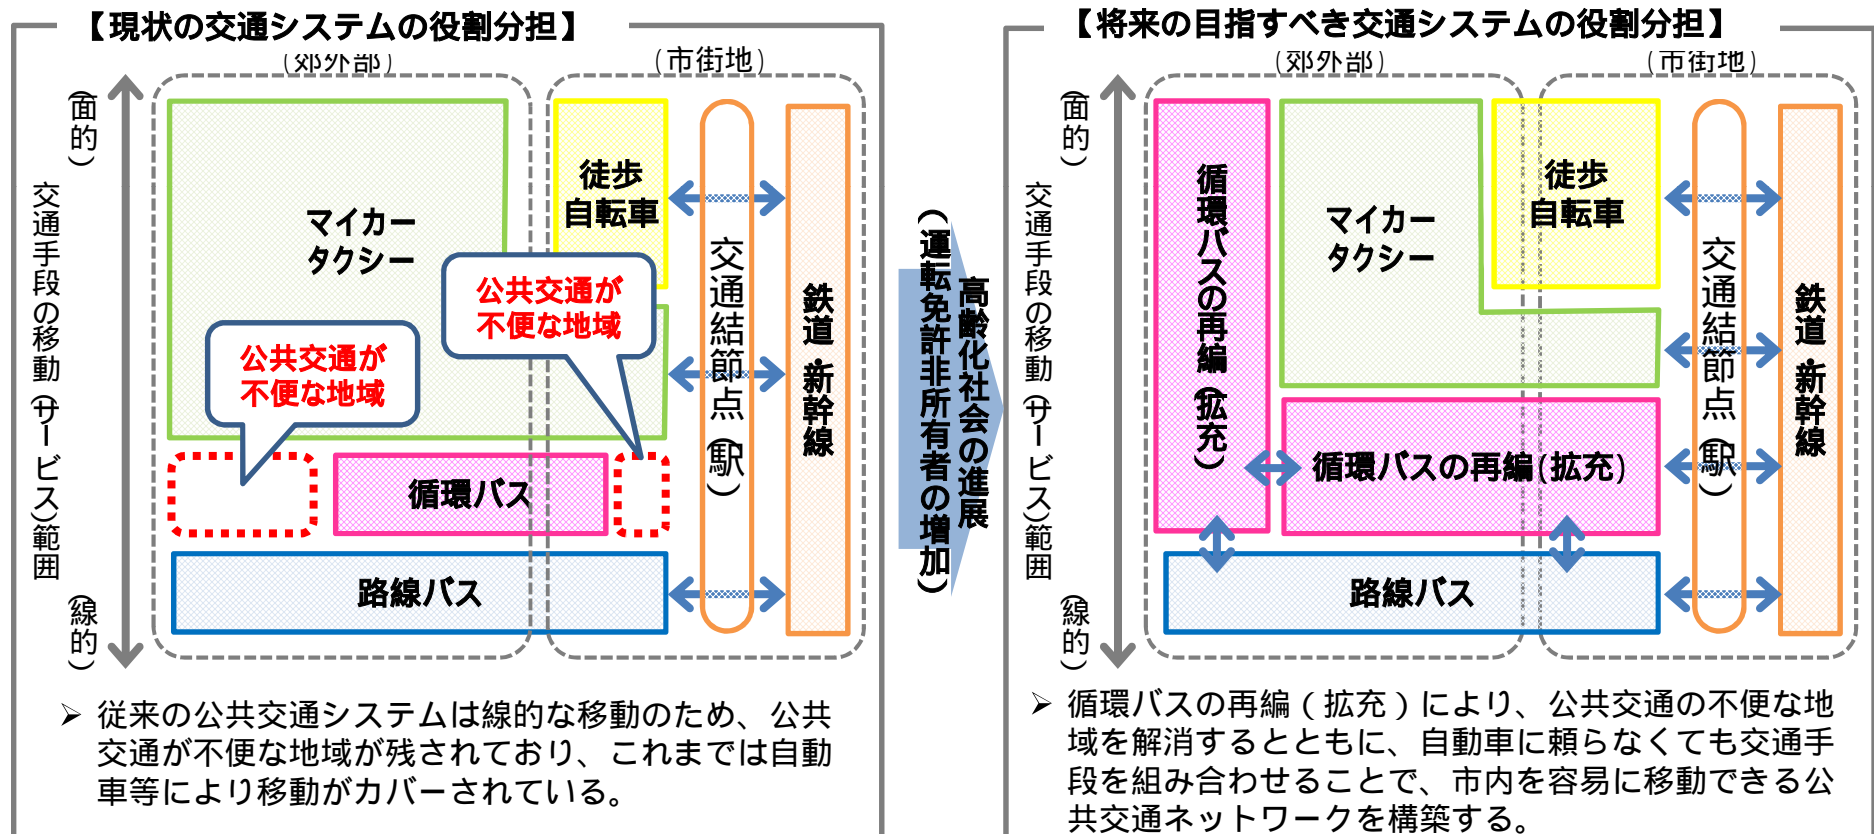 【現状の交通システムの役割分担】
(郊外部)
(市街地)
(面的)
交通手段の移動(サービス)範囲
(線的)
マイカー
タクシー
徒歩
自転車
公共交通が
不便な地域
公共交通が
不便な地域
循環バス
路線バス
交通結節点(駅)
鉄道・新幹線
➢ 従来の公共交通システムは線的な移動のため、公共
交通が不便な地域が残されており、これまでは自動
車等により移動がカバーされている。
高齢化社会の進展
(運転免許非所有者の増加)
【将来の目指すべき交通システムの役割分担】
(郊外部)
(市街地)
(面的)
交通手段の移動(サービス)範囲
(線的)
循環バスの再編(拡充)
マイカー
タクシー
徒歩
自転車
循環バスの再編(拡充)
路線バス
交通結節点(駅)
鉄道・新幹線
➢ 循環バスの再編(拡充)により、公共交通の不便な地
域を解消するとともに、自動車に頼らなくても交通手
段を組み合わせることで、市内を容易に移動できる公
共交通ネットワークを構築する。